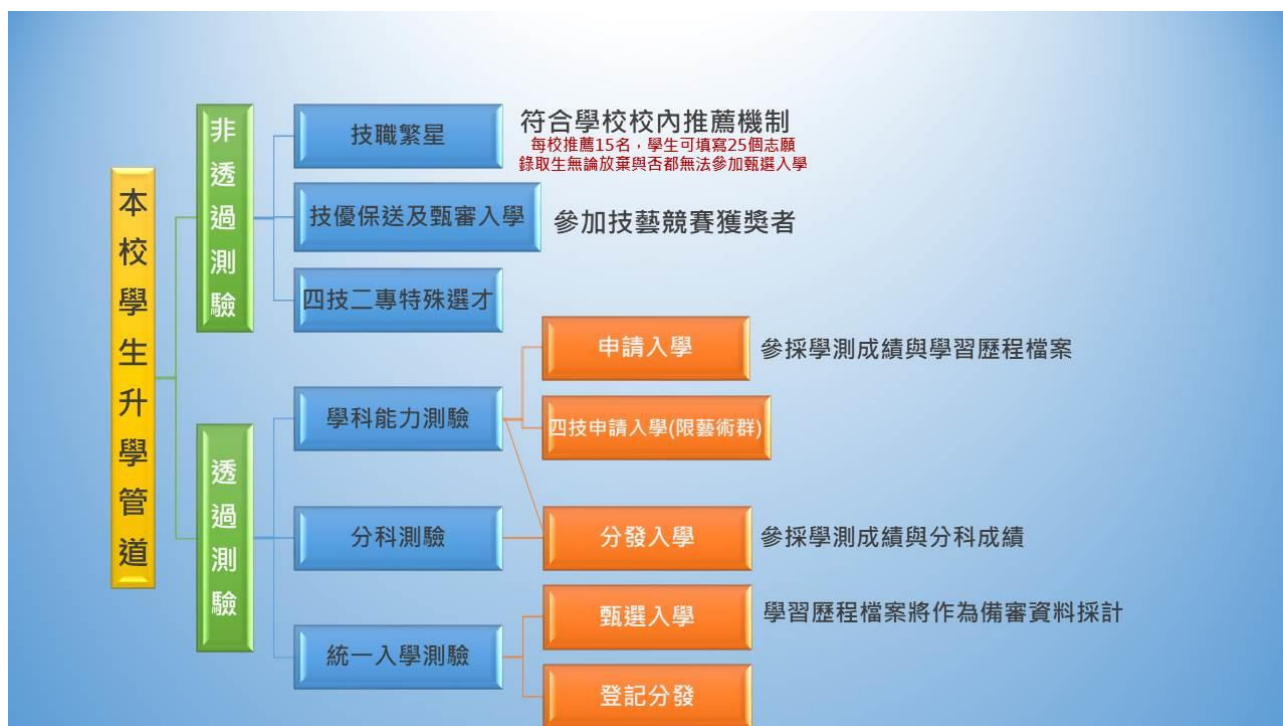 本校學生升學管道
非透過測驗
技職繁星
符合學校校內推薦機制
每校推薦15名，學生可填寫25個志願
錄取生無論放棄與否都無法參加甄選入學
技優保送及甄審入學
參加技藝競賽獲獎者
四技二專特殊選才
透過測驗
學科能力測驗
申請入學
參採學測成績與學習歷程檔案
四技申請入學(限藝術群)
分科測驗
分發入學
參採學測成績與分科成績
統一入學測驗
甄選入學
學習歷程檔案將作為備審資料採計
登記分發